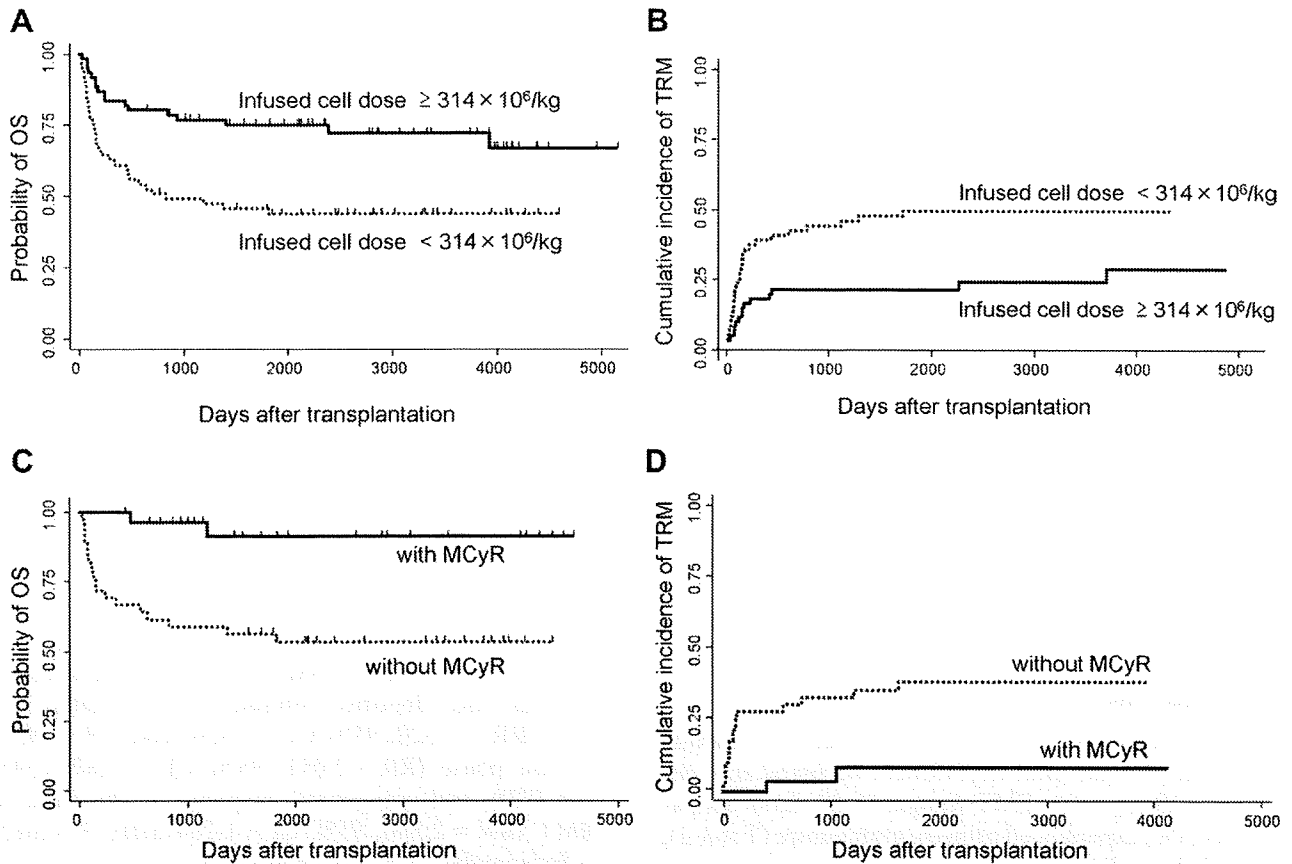 A
Probability of OS
1.00
0.75
0.50
0.25
0.00
Infused cell dose ≥ 314 × 10⁶/kg
Infused cell dose < 314 × 10⁶/kg
0 1000 2000 3000 4000 5000
Days after transplantation
B
Cumulative incidence of TRM
1.00
0.75
0.50
0.25
0.00
Infused cell dose < 314 × 10⁶/kg
Infused cell dose ≥ 314 × 10⁶/kg
0 1000 2000 3000 4000 5000
Days after transplantation
C
Probability of OS
1.00
0.75
0.50
0.25
0.00
with MCyR
without MCyR
0 1000 2000 3000 4000 5000
Days after transplantation
D
Cumulative incidence of TRM
1.00
0.75
0.50
0.25
0.00
without MCyR
with MCyR
0 1000 2000 3000 4000 5000
Days after transplantation